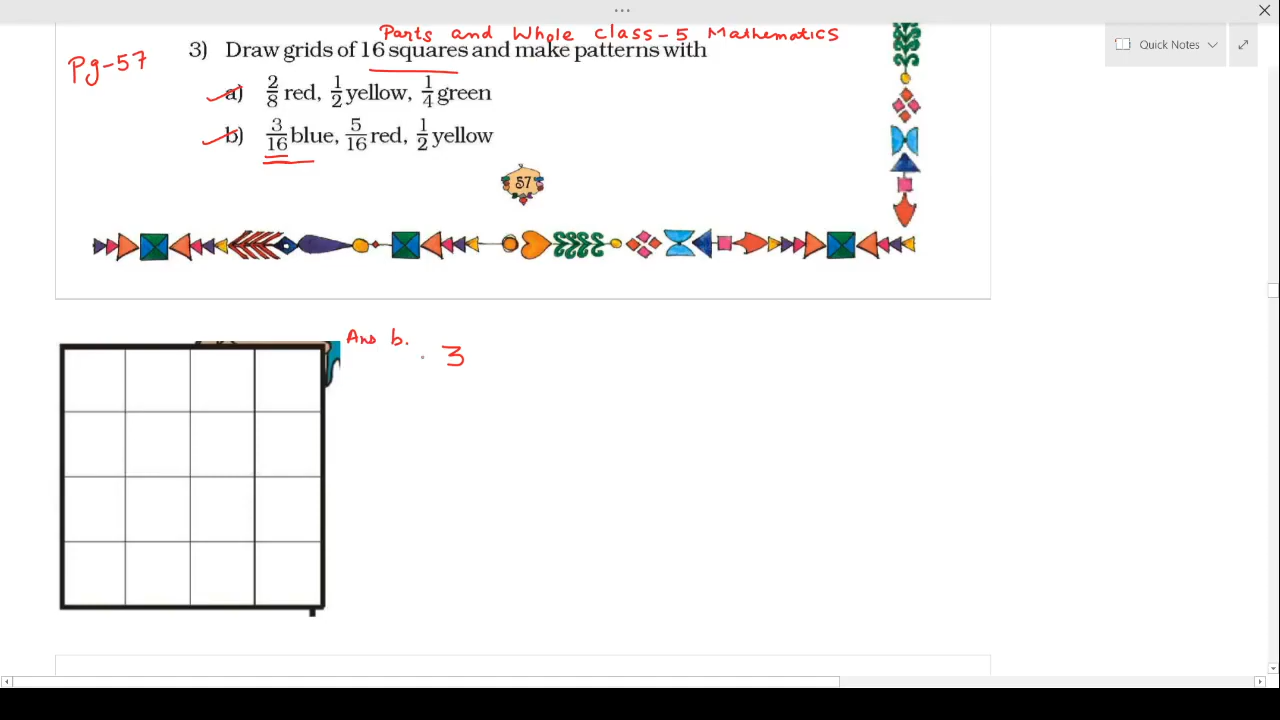 Parts and Whole Class-5 Mathematics
Quick Notes
Pg-57
3) Draw grids of 16 squares and make patterns with
a) 2/8 red, 1/2 yellow, 1/4 green
b) 3/16 blue, 5/16 red, 1/2 yellow
57
Ans b.
3